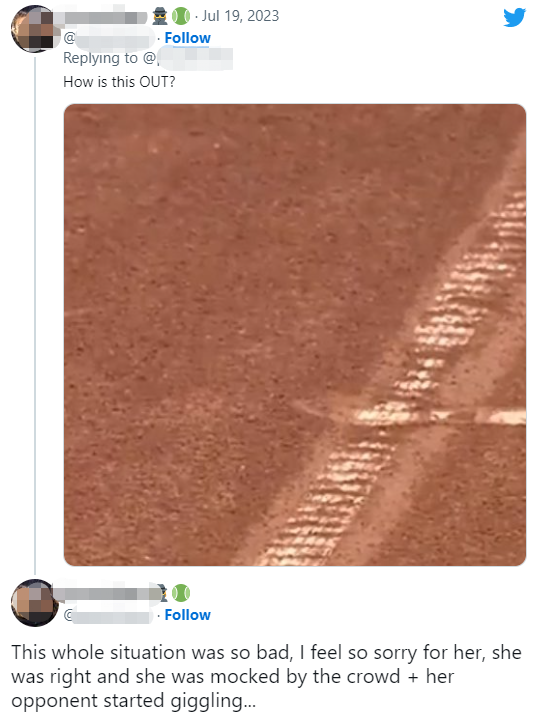 · Jul 19, 2023
@ · Follow
Replying to @
How is this OUT?
· Follow
This whole situation was so bad, I feel so sorry for her, she
was right and she was mocked by the crowd + her
opponent started giggling...